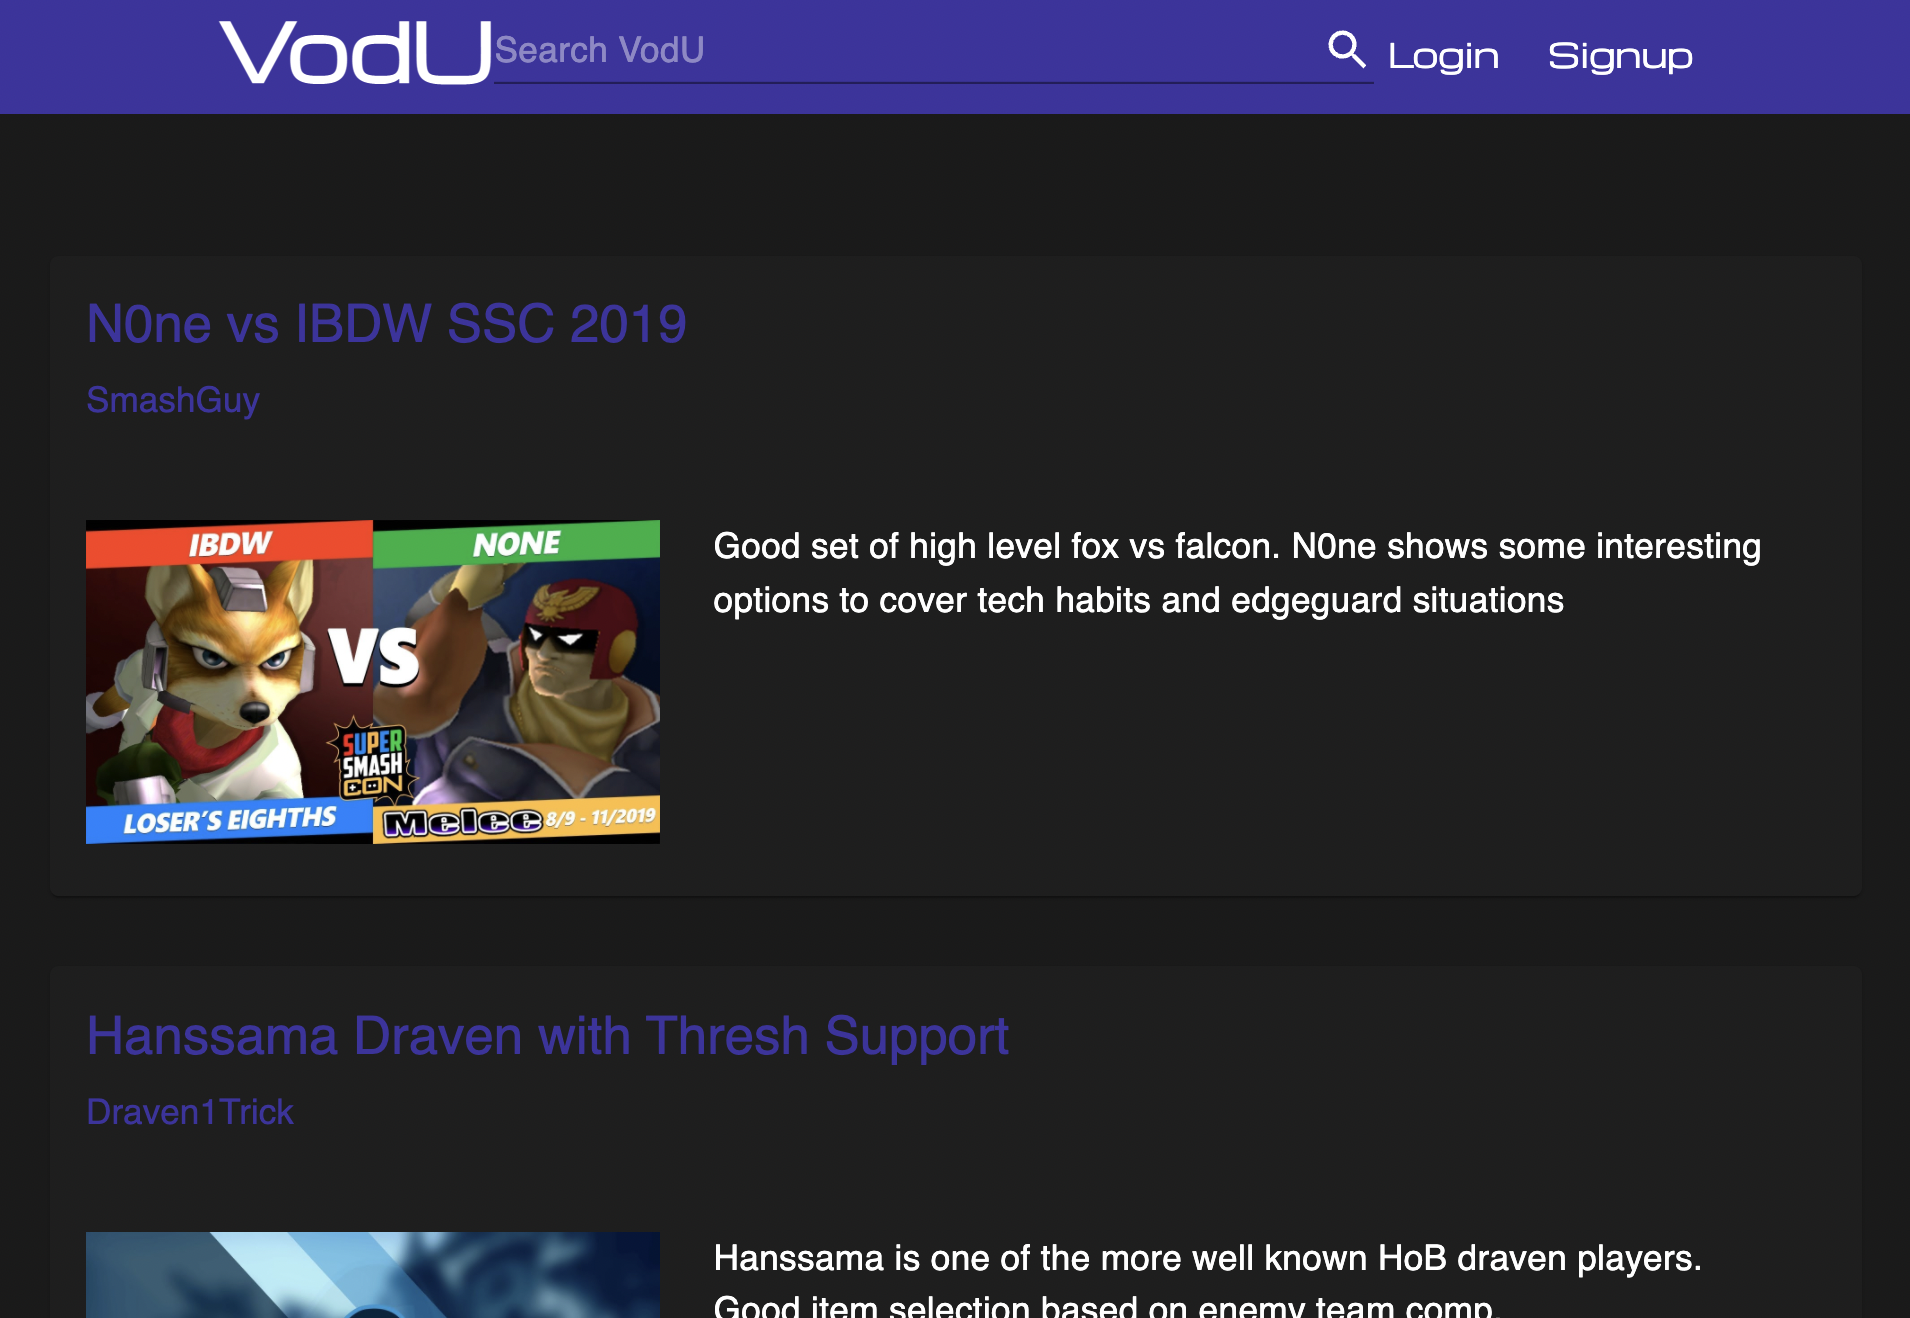 VodU
Search VodU
Login
Signup
N0ne vs IBDW SSC 2019
SmashGuy
IBDW
NONE
VS
SUPER
SMASH
CON
LOSER'S EIGHTHS
Melee 8/9 - 11/2019
Good set of high level fox vs falcon. N0ne shows some interesting
options to cover tech habits and edgeguard situations
Hanssama Draven with Thresh Support
Draven1Trick
Hanssama is one of the more well known HoB draven players.
Good item selection based on enemy team comp.